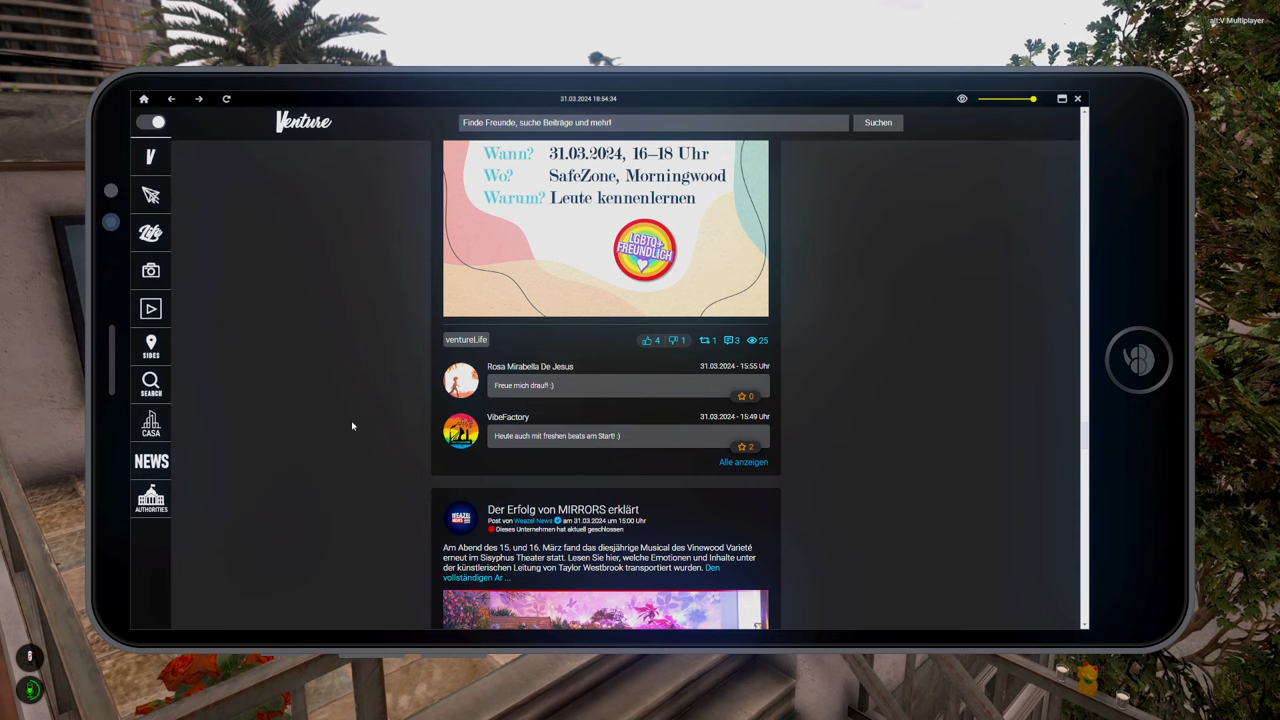 alt:V Multiplayer
31.03.2024 18:54:34
Venture
Finde Freunde, suche Beiträge und mehr!
Suchen
V
Life
SIDES
SEARCH
CASA
NEWS
AUTHORITIES
Wann? 31.03.2024, 16–18 Uhr
Wo? SafeZone, Morningwood
Warum? Leute kennenlernen
LGBTQ+
FREUNDLICH
ventureLife
4 1 1 3 25
Rosa Mirabella De Jesus 31.03.2024 - 15:55 Uhr
Freue mich drauf! :)
0
VibeFactory 31.03.2024 - 15:49 Uhr
Heute auch mit freshen beats am Start! :)
2
Alle anzeigen
WEAZEL
NEWS
Der Erfolg von MIRRORS erklärt
Post von Weazel News am 31.03.2024 um 15:00 Uhr
Dieses Unternehmen hat aktuell geschlossen
Am Abend des 15. und 16. März fand das diesjährige Musical des Vinewood Varieté
erneut im Sisyphus Theater statt. Lesen Sie hier, welche Emotionen und Inhalte unter
der künstlerischen Leitung von Taylor Westbrook transportiert wurden. Den
vollständigen Ar ...